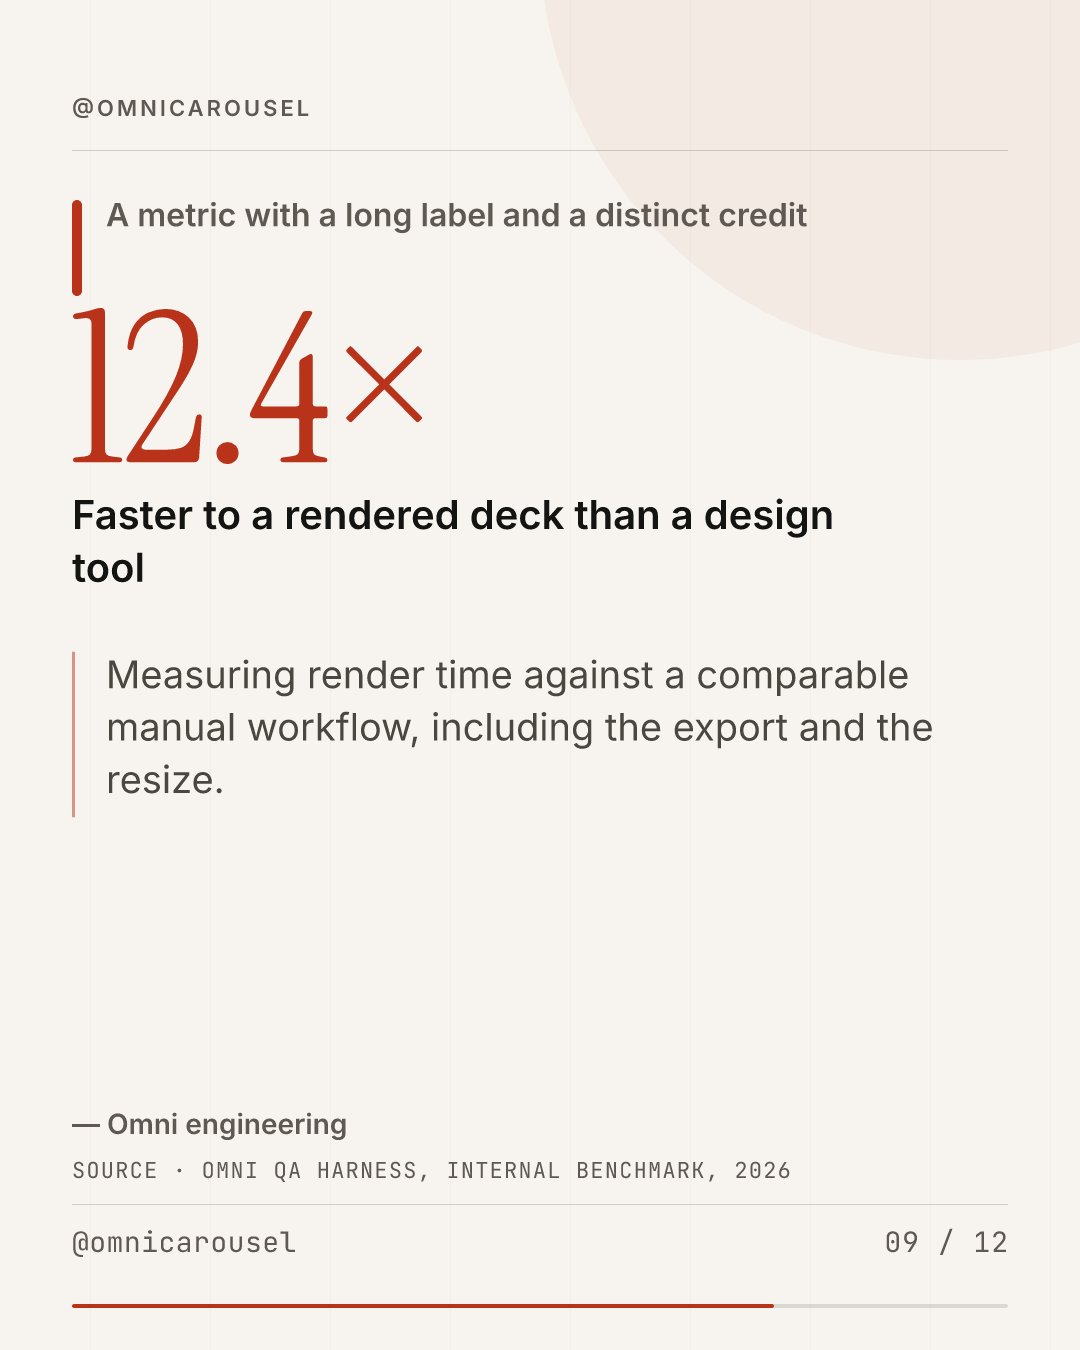 @OMNICAROUSEL
A metric with a long label and a distinct credit
12.4×
Faster to a rendered deck than a design
tool
Measuring render time against a comparable
manual workflow, including the export and the
resize.
— Omni engineering
SOURCE · OMNI QA HARNESS, INTERNAL BENCHMARK, 2026
@omnicarousel
09 / 12